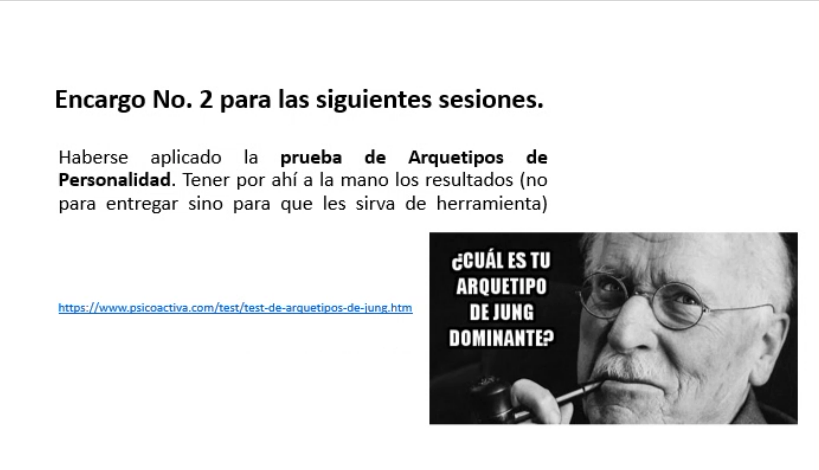 Encargo No. 2 para las siguientes sesiones.
Haberse aplicado la prueba de Arquetipos de
Personalidad. Tener por ahí a la mano los resultados (no
para entregar sino para que les sirva de herramienta)
https://www.psicoactiva.com/test/test-de-arquetipos-de-jung.htm
¿CUÁL ES TU
ARQUETIPO
DE JUNG
DOMINANTE?